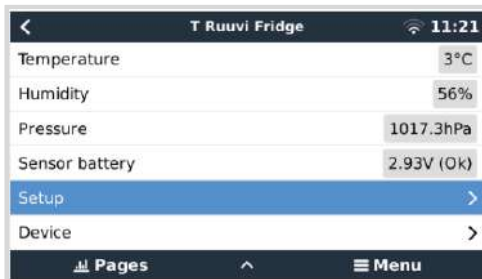 T Ruuvi Fridge 11:21
Temperature 3°C
Humidity 56%
Pressure 1017.3hPa
Sensor battery 2.93V (Ok)
Setup
Device
Pages Menu